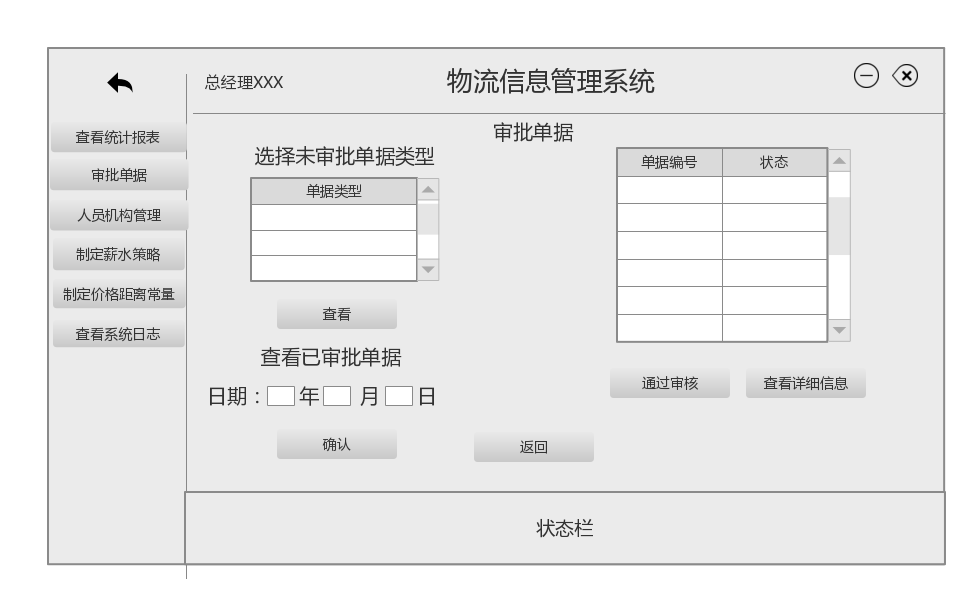 总经理XXX
物流信息管理系统
查看统计报表
审批单据
人员机构管理
制定薪水策略
制定价格距离常量
查看系统日志
审批单据
选择未审批单据类型
单据类型
查看
查看已审批单据
日期：年 月 日
确认
单据编号 状态
通过审核 查看详细信息
返回
状态栏